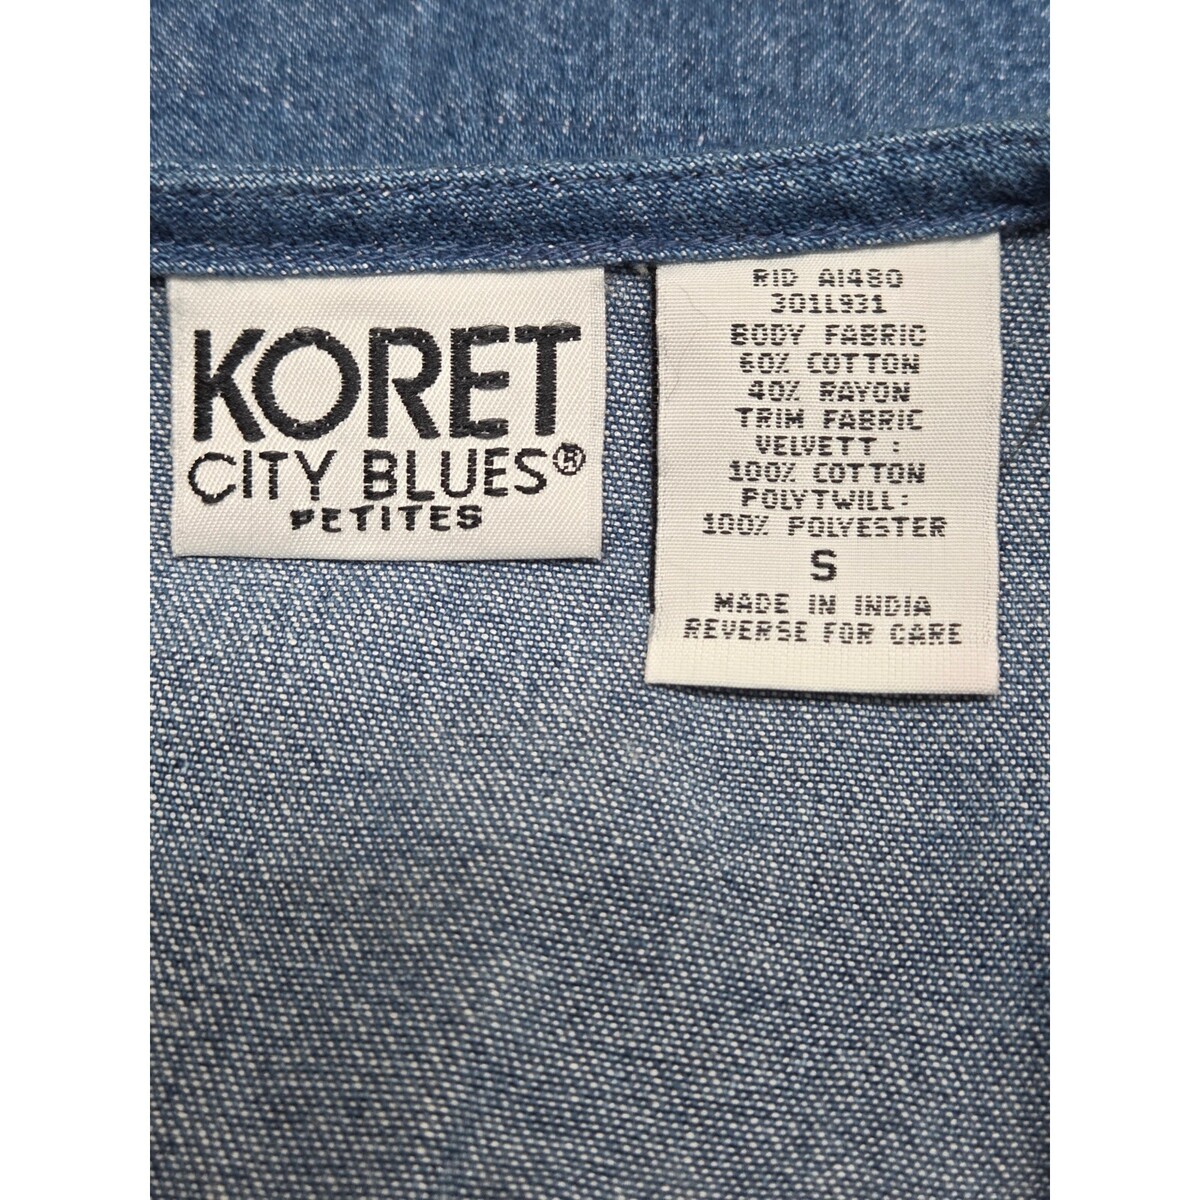 KORET
CITY BLUES®
PETITES
RID A1480
301L931
BODY FABRIC
60% COTTON
40% RAYON
TRIM FABRIC
VELVETT :
100% COTTON
POLYTWILL:
100% POLYESTER
S
MADE IN INDIA
REVERSE FOR CARE